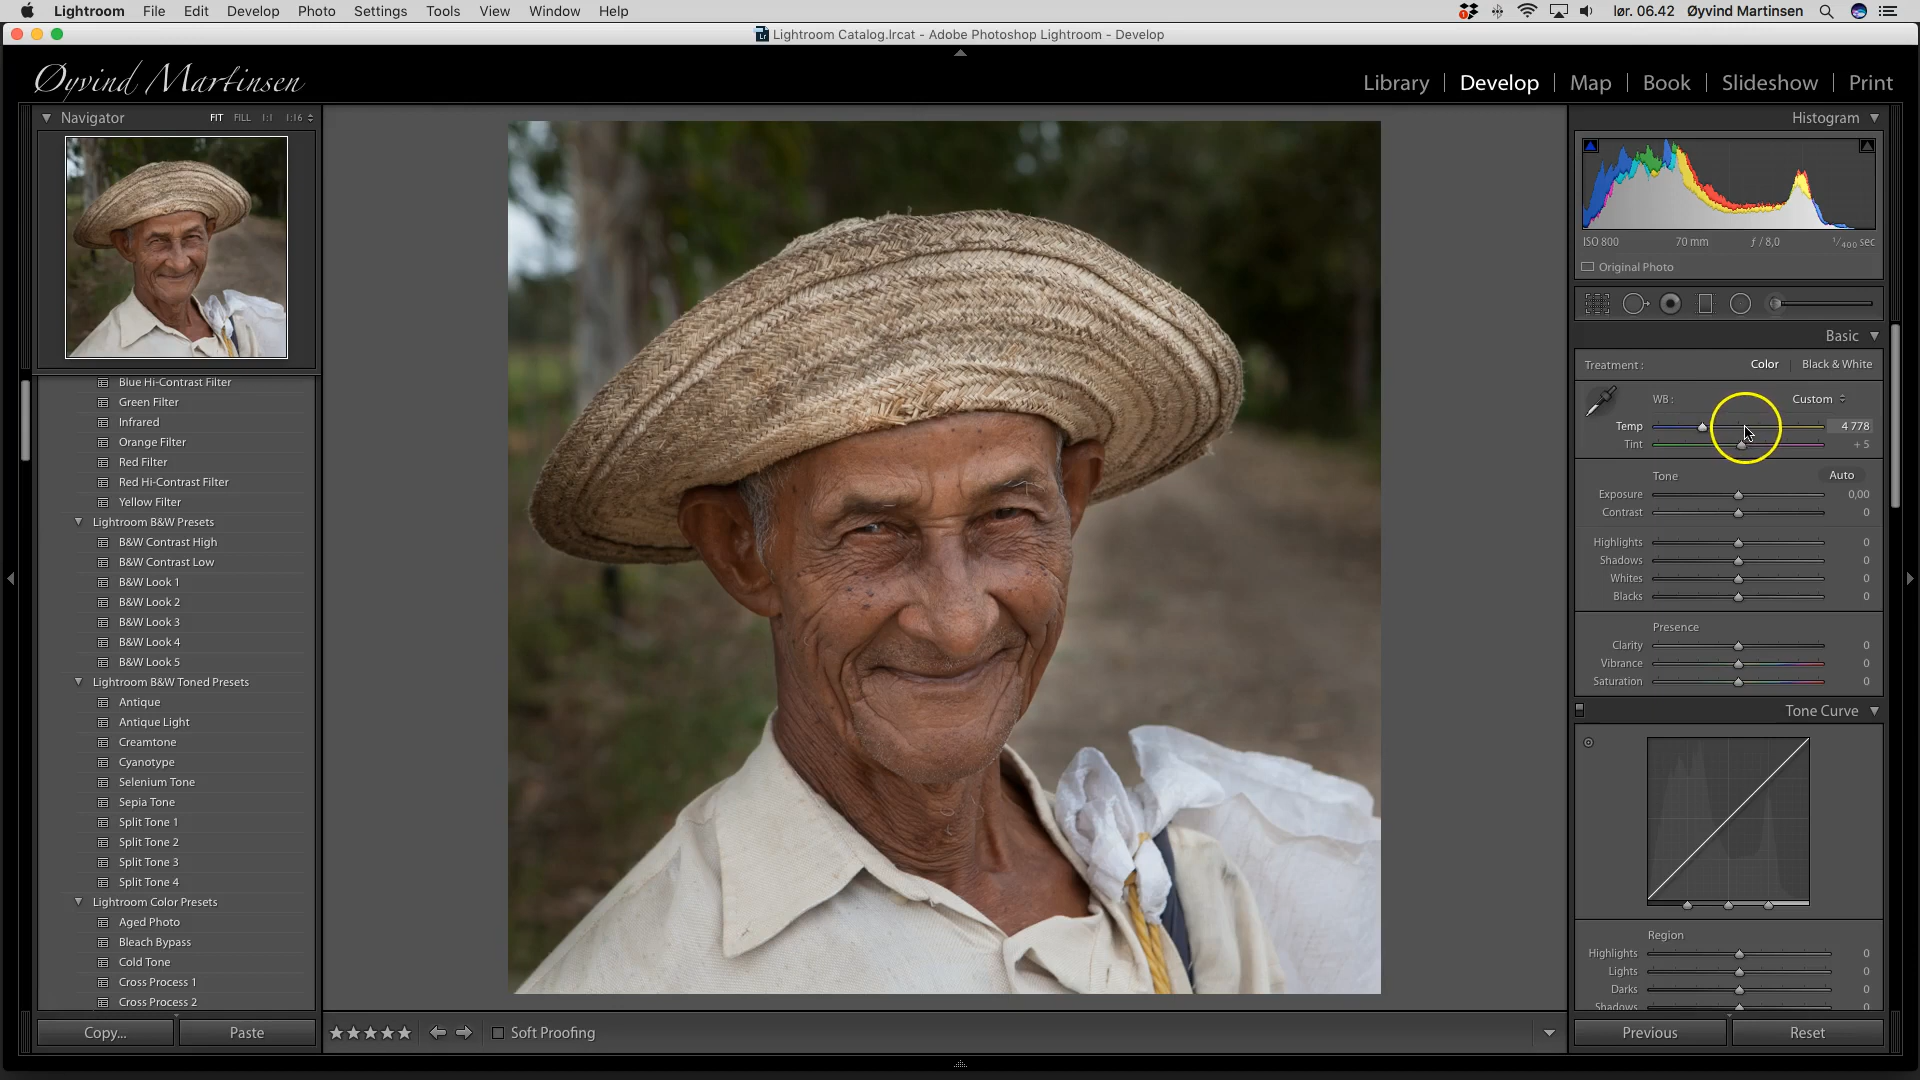 Lightroom File Edit Develop Photo Settings Tools View Window Help 1 lør. 06.42 Øyvind Martinsen
Lr Lightroom Catalog.lrcat - Adobe Photoshop Lightroom - Develop
Øyvind Martinsen
Library | Develop | Map | Book | Slideshow | Print
Navigator FIT FILL 1:1 1:16
Blue Hi-Contrast Filter
Green Filter
Infrared
Orange Filter
Red Filter
Red Hi-Contrast Filter
Yellow Filter
Lightroom B&W Presets
B&W Contrast High
B&W Contrast Low
B&W Look 1
B&W Look 2
B&W Look 3
B&W Look 4
B&W Look 5
Lightroom B&W Toned Presets
Antique
Antique Light
Creamtone
Cyanotype
Selenium Tone
Sepia Tone
Split Tone 1
Split Tone 2
Split Tone 3
Split Tone 4
Lightroom Color Presets
Aged Photo
Bleach Bypass
Cold Tone
Cross Process 1
Cross Process 2
Copy... Paste
Soft Proofing
Histogram
ISO 800 70 mm ƒ / 8,0 1/400 sec
Original Photo
Basic
Treatment : Color | Black & White
WB : Custom
Temp 4 778
Tint + 5
Tone Auto
Exposure 0,00
Contrast 0
Highlights 0
Shadows 0
Whites 0
Blacks 0
Presence
Clarity 0
Vibrance 0
Saturation 0
Tone Curve
Region
Highlights 0
Lights 0
Darks 0
Shadows 0
Previous Reset